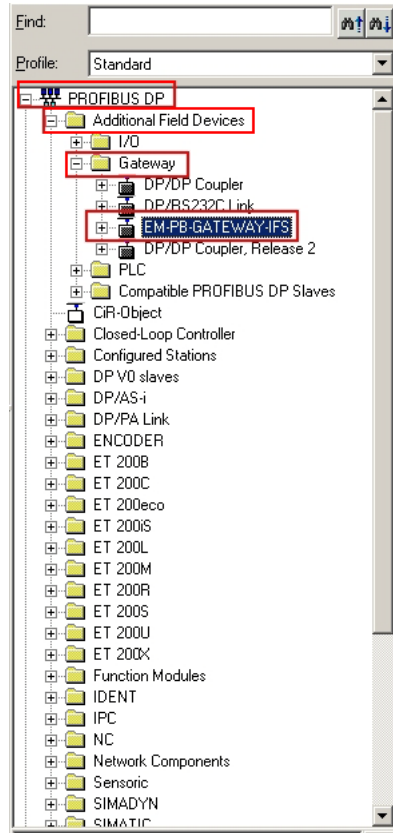 Find:
Profile: Standard
PROFIBUS DP
Additional Field Devices
I/O
Gateway
DP/DP Coupler
DP/RS232C Link
EM-PB-GATEWAY-IFS
DP/DP Coupler, Release 2
PLC
Compatible PROFIBUS DP Slaves
CiR-Object
Closed-Loop Controller
Configured Stations
DP V0 slaves
DP/AS-i
DP/PA Link
ENCODER
ET 200B
ET 200C
ET 200eco
ET 200iS
ET 200L
ET 200M
ET 200R
ET 200S
ET 200U
ET 200X
Function Modules
IDENT
IPC
NC
Network Components
Sensoric
SIMADYN
SIMATIC